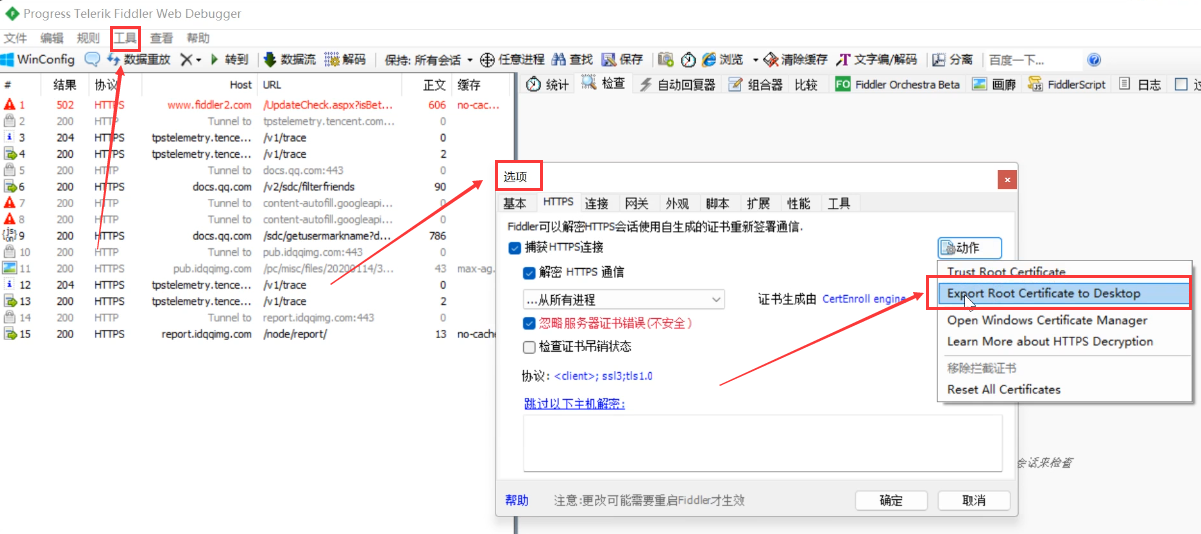 Progress Telerik Fiddler Web Debugger
文件 编辑 规则 工具 查看 帮助
WinConfig 数据重放 转到 数据流 解码 保持: 所有会话 任意进程 查找 保存 浏览 清除缓存 文字编/解码 分离 百度一下...
# 结果 协议 Host URL 正文 缓存
统计 检查 自动回复器 组合器 比较 FO Fiddler Orchestra Beta 画廊 FiddlerScript 日志
1 502 HTTPS www.fiddler2.com /UpdateCheck.aspx?isBet... 606 no-cac...
2 200 HTTP Tunnel to tpstelemetry.tencent.com... 0
3 204 HTTPS tpstelemetry.tence... /v1/trace 0
4 200 HTTPS tpstelemetry.tence... /v1/trace 2
5 200 HTTP Tunnel to docs.qq.com:443 0
6 200 HTTPS docs.qq.com /v2/sdc/filterfriends 90
7 200 HTTP Tunnel to content-autofill.googleapi... 0
8 200 HTTP Tunnel to content-autofill.googleapi... 0
9 200 HTTPS docs.qq.com /sdc/getusermarkname?d... 786
10 200 HTTP Tunnel to pub.idqqimg.com:443 0
11 200 HTTPS pub.idqqimg.com /pc/misc/files/20200114/3... 43 max-ag...
12 204 HTTPS tpstelemetry.tence... /v1/trace 0
13 200 HTTPS tpstelemetry.tence... /v1/trace 2
14 200 HTTP Tunnel to report.idqqimg.com:443 0
15 200 HTTPS report.idqqimg.com /node/report/ 13 no-cache
选项
基本 HTTPS 连接 网关 外观 脚本 扩展 性能 工具
Fiddler可以解密HTTPS会话使用自生成的证书重新签署通信.
捕获HTTPS连接
动作
解密 HTTPS 通信
Trust Root Certificate
...从所有进程
证书生成由 CertEnroll engine
Export Root Certificate to Desktop
忽略服务器证书错误(不安全)
Open Windows Certificate Manager
检查证书吊销状态
Learn More about HTTPS Decryption
协议: <client>; ssl3;tls1.0
移除拦截证书
Reset All Certificates
跳过以下主机解密:
会话来检查
帮助 注意:更改可能需要重启Fiddler才生效 确定 取消